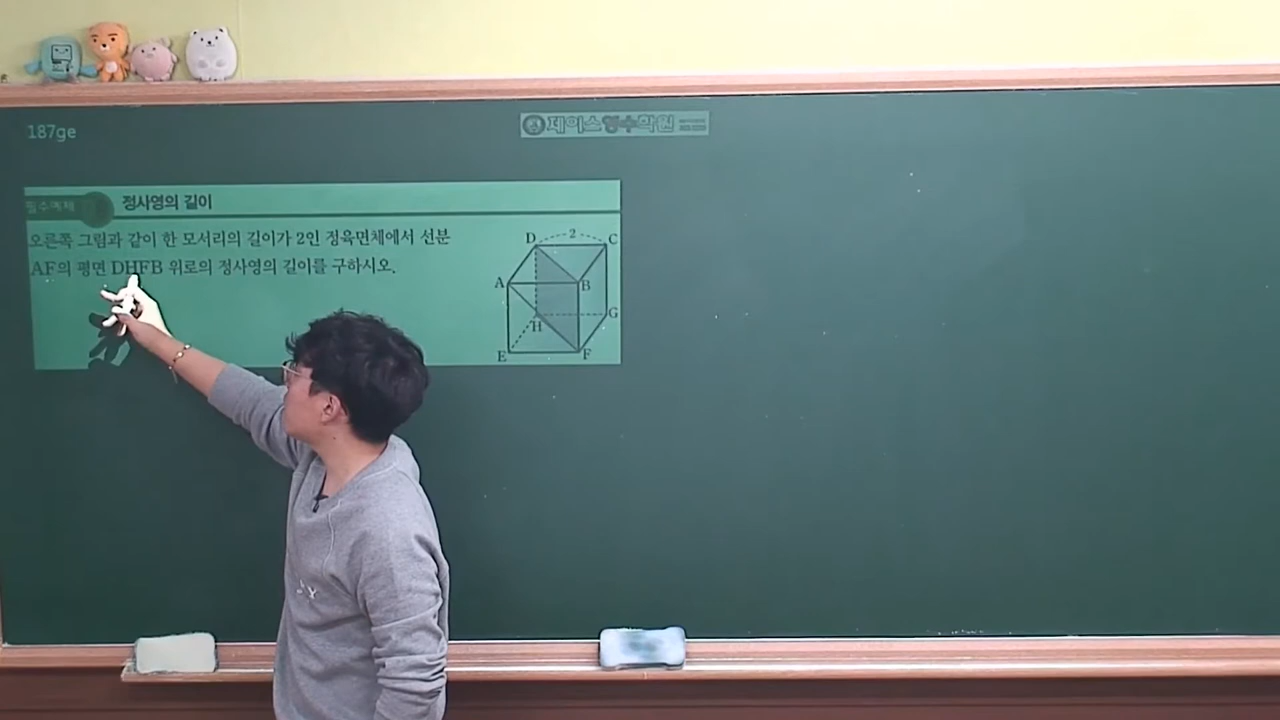 187ge
제이스영수학원
필수예제
정사영의 길이
오른쪽 그림과 같이 한 모서리의 길이가 2인 정육면체에서 선분
AF의 평면 DHFB 위로의 정사영의 길이를 구하시오.
D 2 C
A B
H G
E F